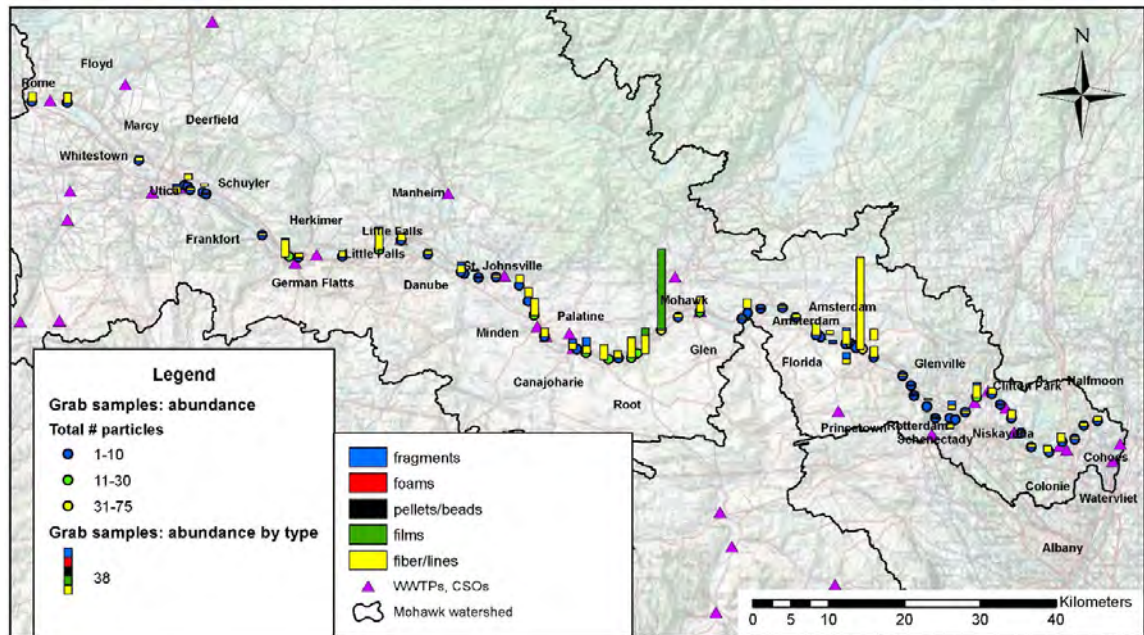 Floyd
N
Rome
Marcy
Deerfield
Whitestown
Utica
Schuyler
Manheim
Herkimer
Frankfort
Little Falls
Little Falls
German Flatts
Danube
St. Johnsville
Mohawk
Amsterdam
Amsterdam
Minden
Palatine
Glen
Florida
Glenville
Canajoharie
Clifton Park
Halfmoon
Root
Princetown
Rotterdam
Schenectady
Niskayuna
Cohoes
Colonie
Watervliet
Albany
Legend
Grab samples: abundance
Total # particles
1-10
11-30
31-75
Grab samples: abundance by type
38
fragments
foams
pellets/beads
films
fiber/lines
WWTPs, CSOs
Mohawk watershed
Kilometers
0 5 10 20 30 40